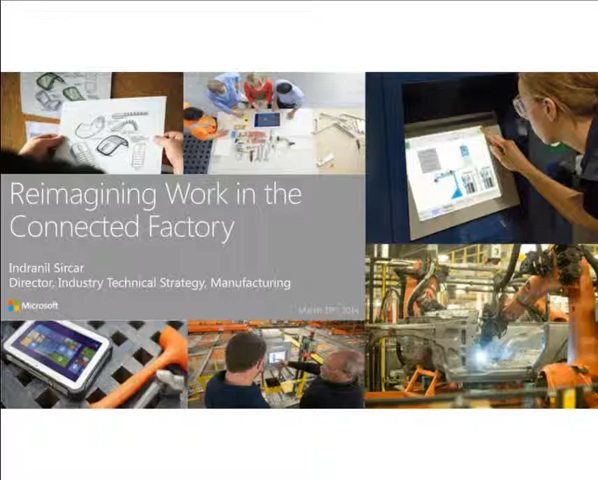 Reimagining Work in the
Connected Factory
Indranil Sircar
Director, Industry Technical Strategy, Manufacturing
Microsoft